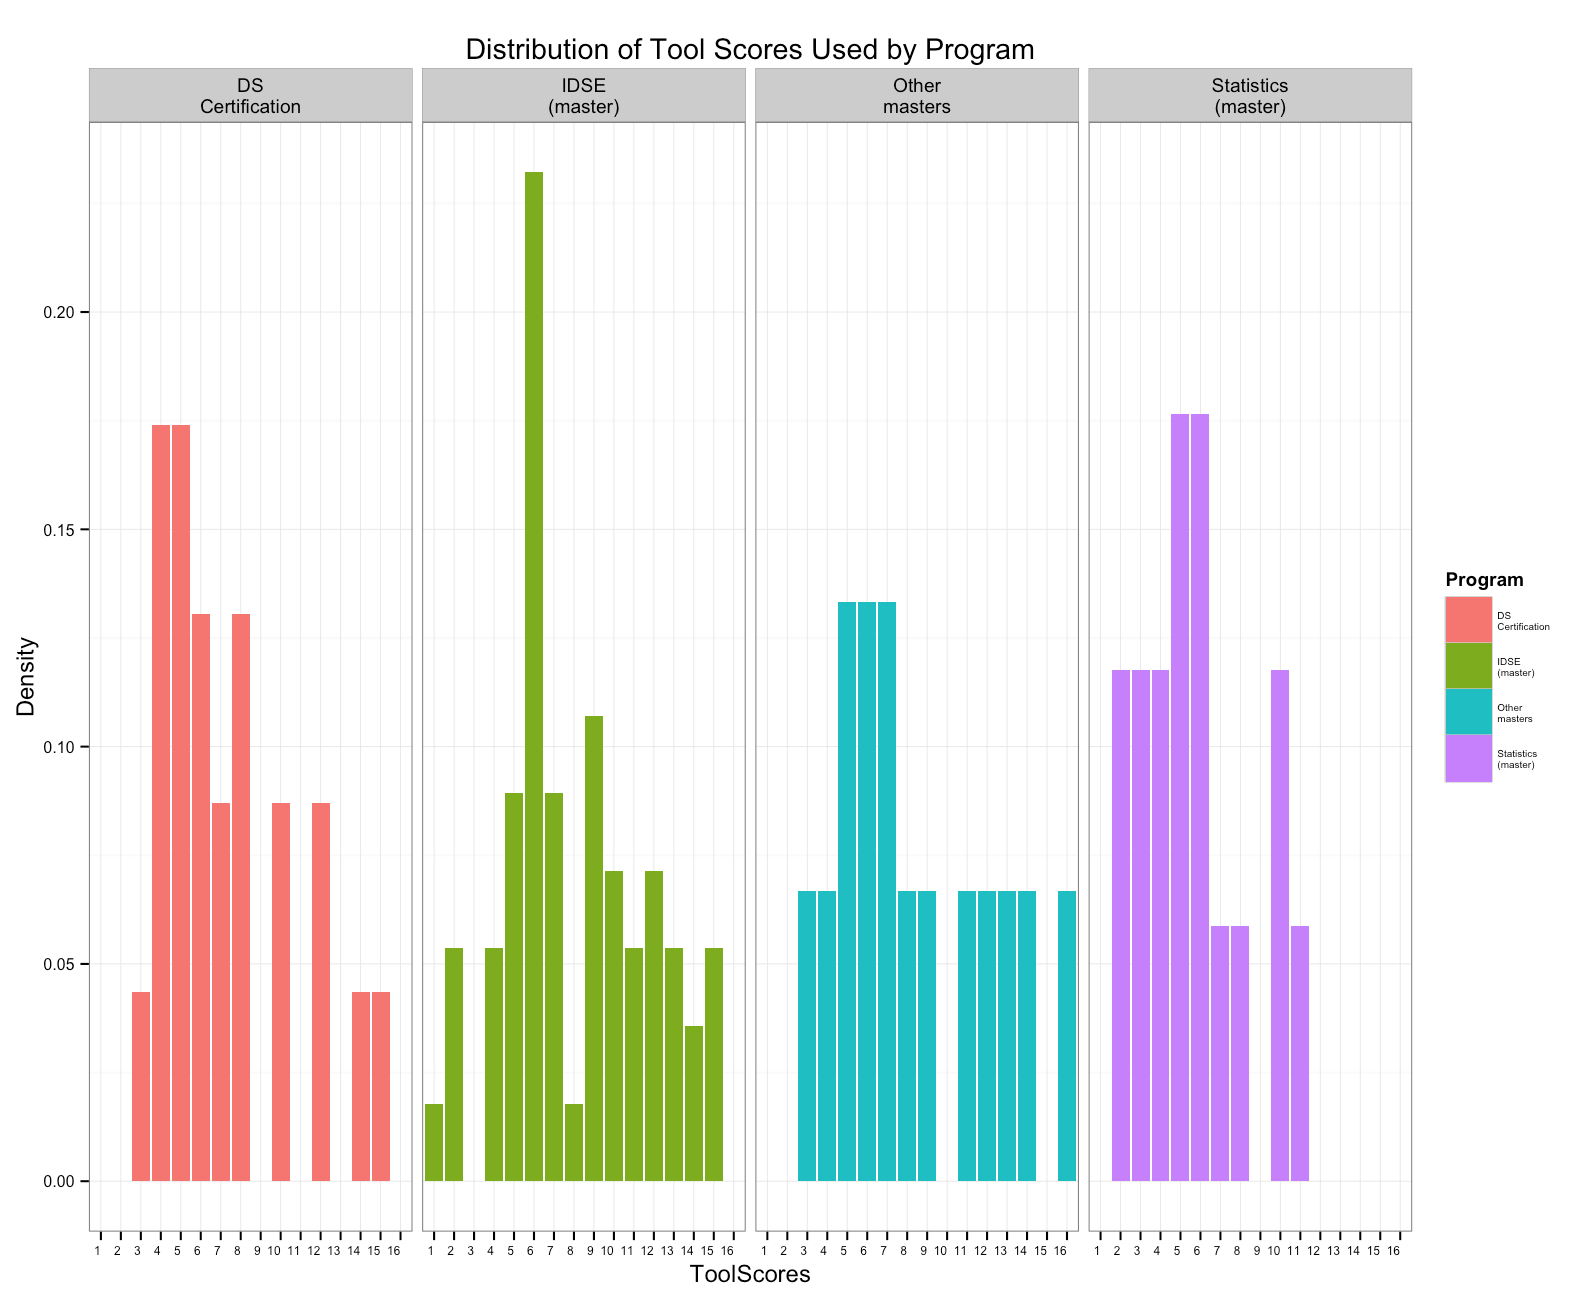 Distribution of Tool Scores Used by Program
DS
Certification
IDSE
(master)
Other
masters
Statistics
(master)
Density
0.20
0.15
0.10
0.05
0.00
1 2 3 4 5 6 7 8 9 10 11 12 13 14 15 16
1 2 3 4 5 6 7 8 9 10 11 12 13 14 15 16
1 2 3 4 5 6 7 8 9 10 11 12 13 14 15 16
1 2 3 4 5 6 7 8 9 10 11 12 13 14 15 16
ToolScores
Program
DS
Certification
IDSE
(master)
Other
masters
Statistics
(master)